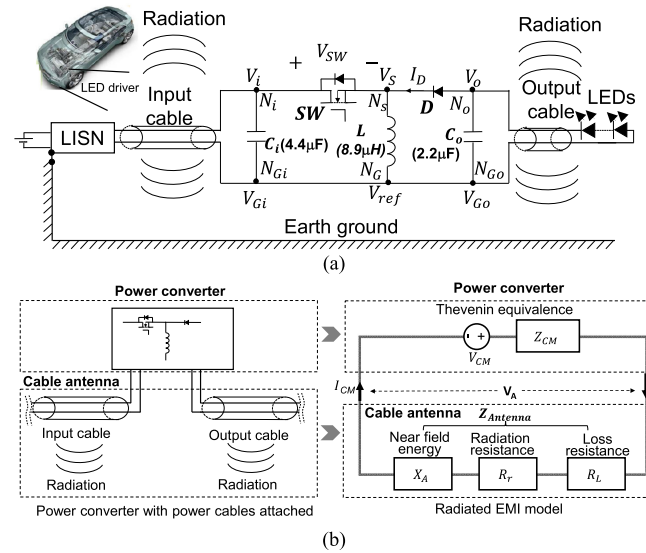 Radiation
Radiation
LED driver
Input
cable
Output
cable
LEDs
LISN
+ V_SW −
V_i
V_S
I_D
V_o
N_i
SW
N_s
D
N_o
C_i(4.4μF)
L
(8.9μH)
C_o
(2.2μF)
N_Gi
N_G
N_Go
V_Gi
V_ref
V_Go
Earth ground
(a)
Power converter
Cable antenna
Input cable
Output cable
Radiation
Radiation
Power converter with power cables attached
Power converter
Thevenin equivalence
− +
V_CM
Z_CM
I_CM
V_A
Cable antenna
Z_Antenna
Near field
energy
Radiation
resistance
Loss
resistance
X_A
R_r
R_L
Radiated EMI model
(b)